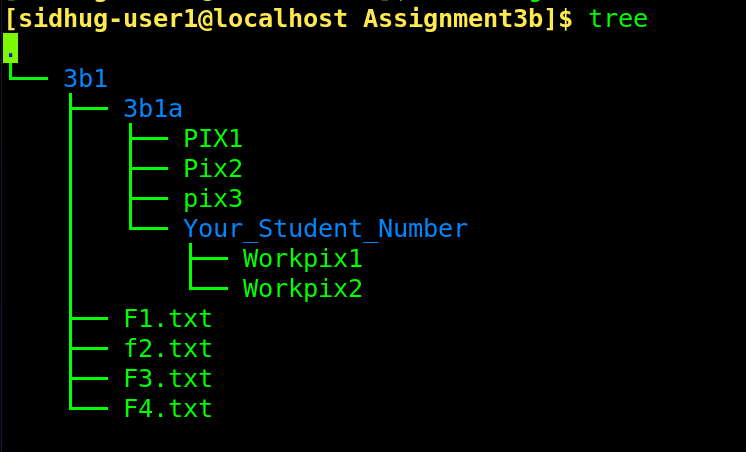 [sidhug-user1@localhost Assignment3b]$ tree
.
└── 3b1
    ├── 3b1a
    │   ├── PIX1
    │   ├── Pix2
    │   ├── pix3
    │   └── Your_Student_Number
    │       ├── Workpix1
    │       └── Workpix2
    ├── F1.txt
    ├── f2.txt
    ├── F3.txt
    └── F4.txt